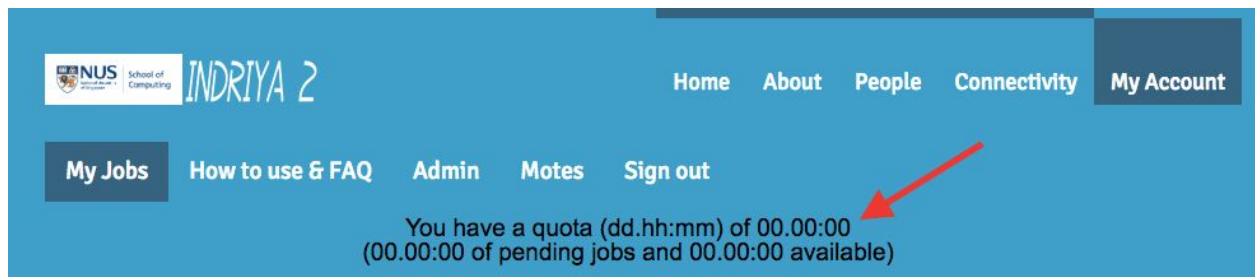 NUS School of Computing
INDRIYA 2
Home About People Connectivity My Account
My Jobs How to use & FAQ Admin Motes Sign out
You have a quota (dd.hh:mm) of 00.00:00
(00.00:00 of pending jobs and 00.00:00 available)